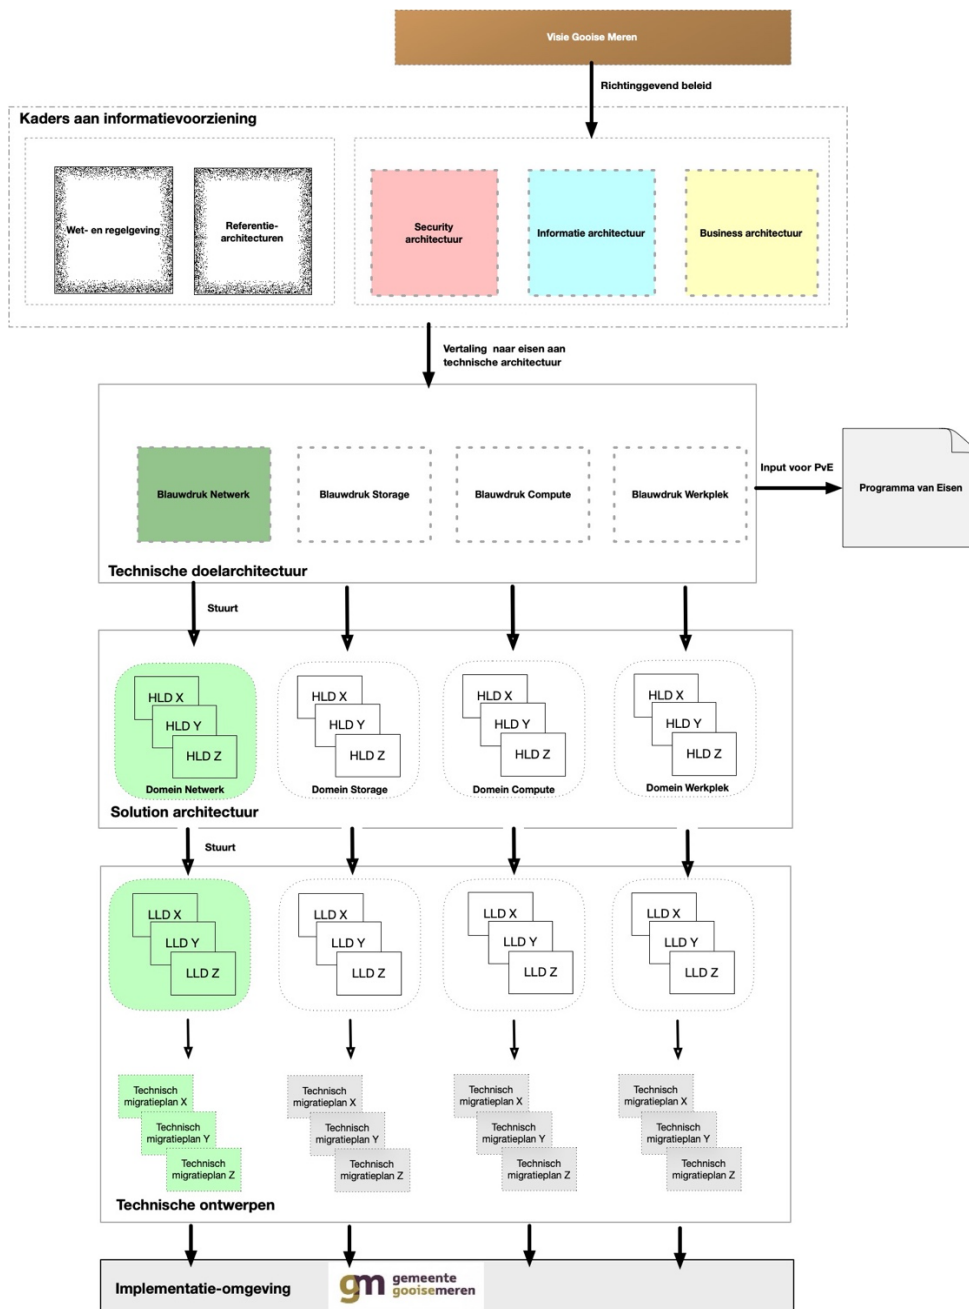 Visie Gooise Meren
Richtinggevend beleid
Kaders aan informatievoorziening
Wet- en regelgeving
Referentie-
architecturen
Security
architectuur
Informatie architectuur
Business architectuur
Vertaling naar eisen aan
technische architectuur
Blauwdruk Netwerk
Blauwdruk Storage
Blauwdruk Compute
Blauwdruk Werkplek
Input voor PvE
Programma van Eisen
Technische doelarchitectuur
Stuurt
HLD X
HLD Y
HLD Z
Domein Netwerk
HLD X
HLD Y
HLD Z
Domein Storage
HLD X
HLD Y
HLD Z
Domein Compute
HLD X
HLD Y
HLD Z
Domein Werkplek
Solution architectuur
Stuurt
LLD X
LLD Y
LLD Z
LLD X
LLD Y
LLD Z
LLD X
LLD Y
LLD Z
LLD X
LLD Y
LLD Z
Technisch
migratieplan X
Technisch
migratieplan Y
Technisch
migratieplan Z
Technisch
migratieplan X
Technisch
migratieplan Y
Technisch
migratieplan Z
Technisch
migratieplan X
Technisch
migratieplan Y
Technisch
migratieplan Z
Technisch
migratieplan X
Technisch
migratieplan Y
Technisch
migratieplan Z
Technische ontwerpen
Implementatie-omgeving
gm
gemeente
gooisemeren